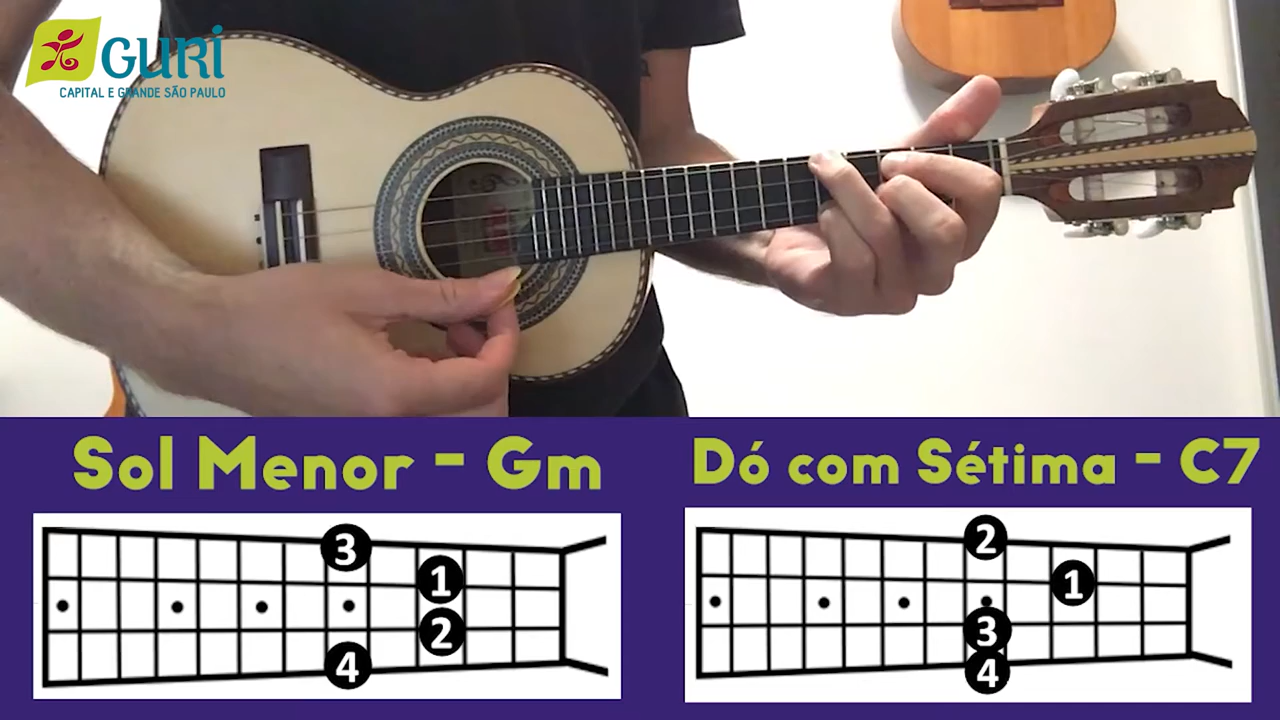 GURI
CAPITAL E GRANDE SÃO PAULO
Sol Menor - Gm
Dó com Sétima - C7
3
1
2
4
2
1
3
4